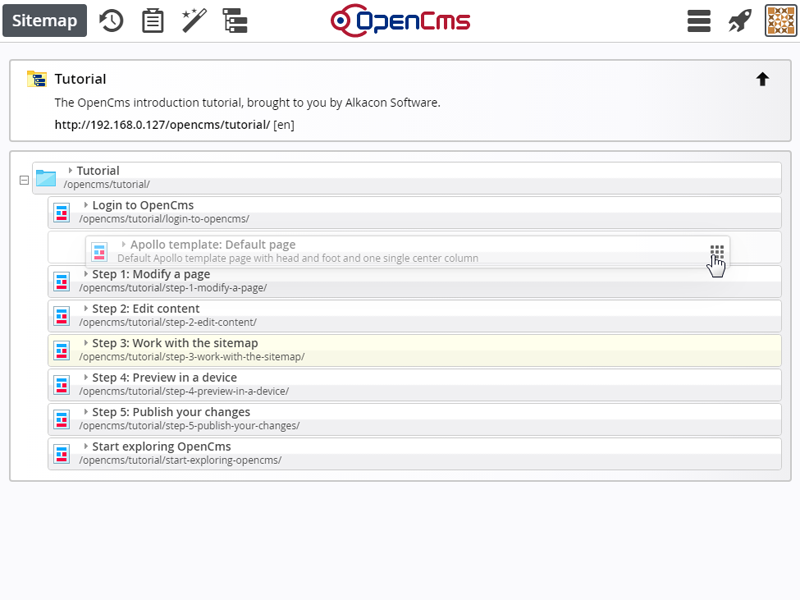 Sitemap
OpenCms
Tutorial
The OpenCms introduction tutorial, brought to you by Alkacon Software.
http://192.168.0.127/opencms/tutorial/ [en]
Tutorial
/opencms/tutorial/
Login to OpenCms
/opencms/tutorial/login-to-opencms/
Apollo template: Default page
Default Apollo template page with head and foot and one single center column
Step 1: Modify a page
/opencms/tutorial/step-1-modify-a-page/
Step 2: Edit content
/opencms/tutorial/step-2-edit-content/
Step 3: Work with the sitemap
/opencms/tutorial/step-3-work-with-the-sitemap/
Step 4: Preview in a device
/opencms/tutorial/step-4-preview-in-a-device/
Step 5: Publish your changes
/opencms/tutorial/step-5-publish-your-changes/
Start exploring OpenCms
/opencms/tutorial/start-exploring-opencms/